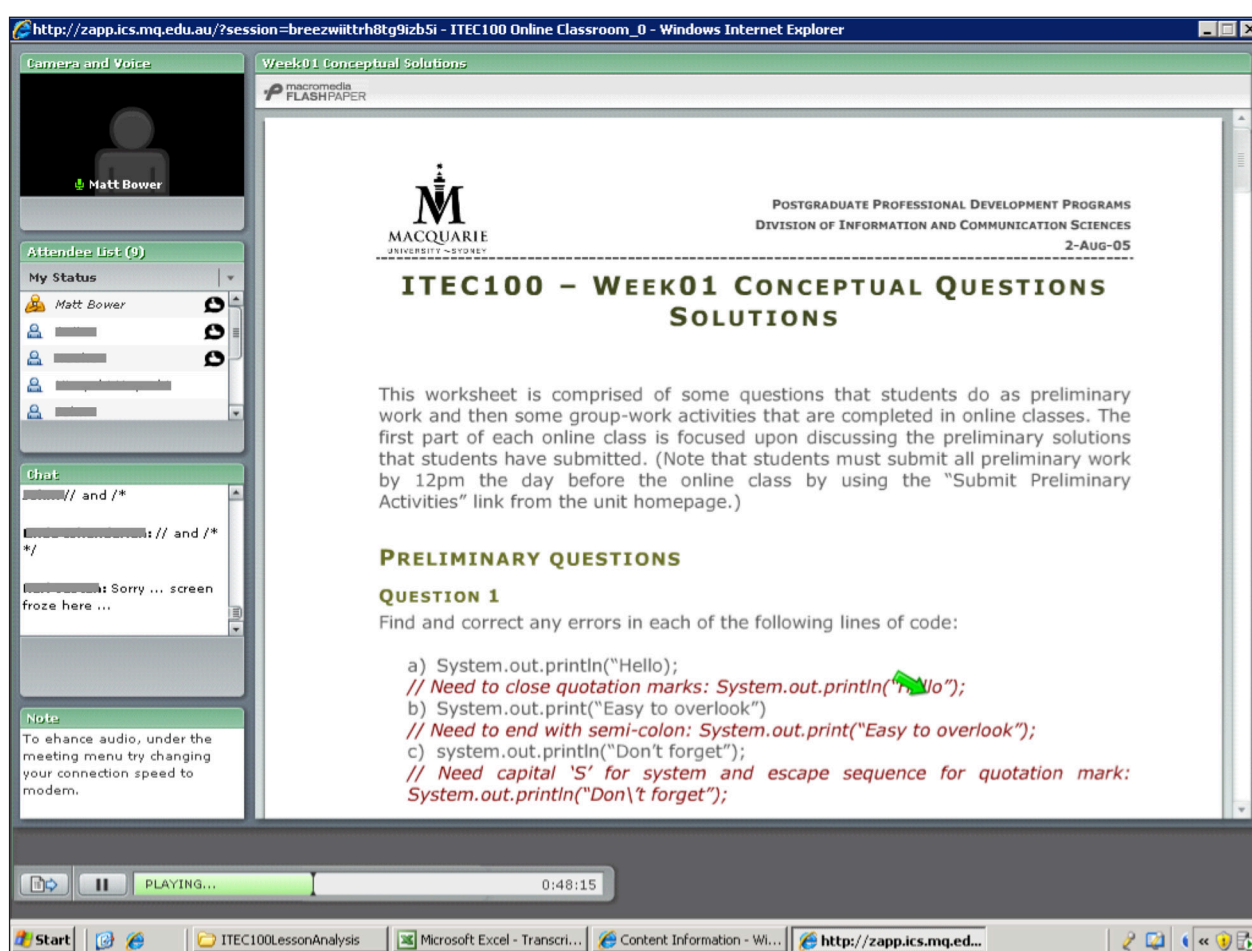 http://zapp.ics.mq.edu.au/?session=breezwiittrh8tg9izb5i - ITEC100 Online Classroom_0 - Windows Internet Explorer
Camera and Voice
Matt Bower
Attendee List (9)
My Status
Matt Bower
Chat
// and /*
: // and /*
*/
: Sorry ... screen
froze here ...
Note
To ehance audio, under the
meeting menu try changing
your connection speed to
modem.
Week01 Conceptual Solutions
macromedia
FLASHPAPER
MACQUARIE
UNIVERSITY ~ SYDNEY
POSTGRADUATE PROFESSIONAL DEVELOPMENT PROGRAMS
DIVISION OF INFORMATION AND COMMUNICATION SCIENCES
2-AUG-05
ITEC100 – WEEK01 CONCEPTUAL QUESTIONS
SOLUTIONS
This worksheet is comprised of some questions that students do as preliminary
work and then some group-work activities that are completed in online classes. The
first part of each online class is focused upon discussing the preliminary solutions
that students have submitted. (Note that students must submit all preliminary work
by 12pm the day before the online class by using the “Submit Preliminary
Activities” link from the unit homepage.)
PRELIMINARY QUESTIONS
QUESTION 1
Find and correct any errors in each of the following lines of code:
a) System.out.println(“Hello);
// Need to close quotation marks: System.out.println(“Hello”);
b) System.out.print(“Easy to overlook”)
// Need to end with semi-colon: System.out.print(“Easy to overlook”);
c) system.out.println(“Don’t forget”);
// Need capital ‘S’ for system and escape sequence for quotation mark:
System.out.println(“Don\’t forget”);
PLAYING...
0:48:15
Start
ITEC100LessonAnalysis
Microsoft Excel - Transcri...
Content Information - Wi...
http://zapp.ics.mq.ed...